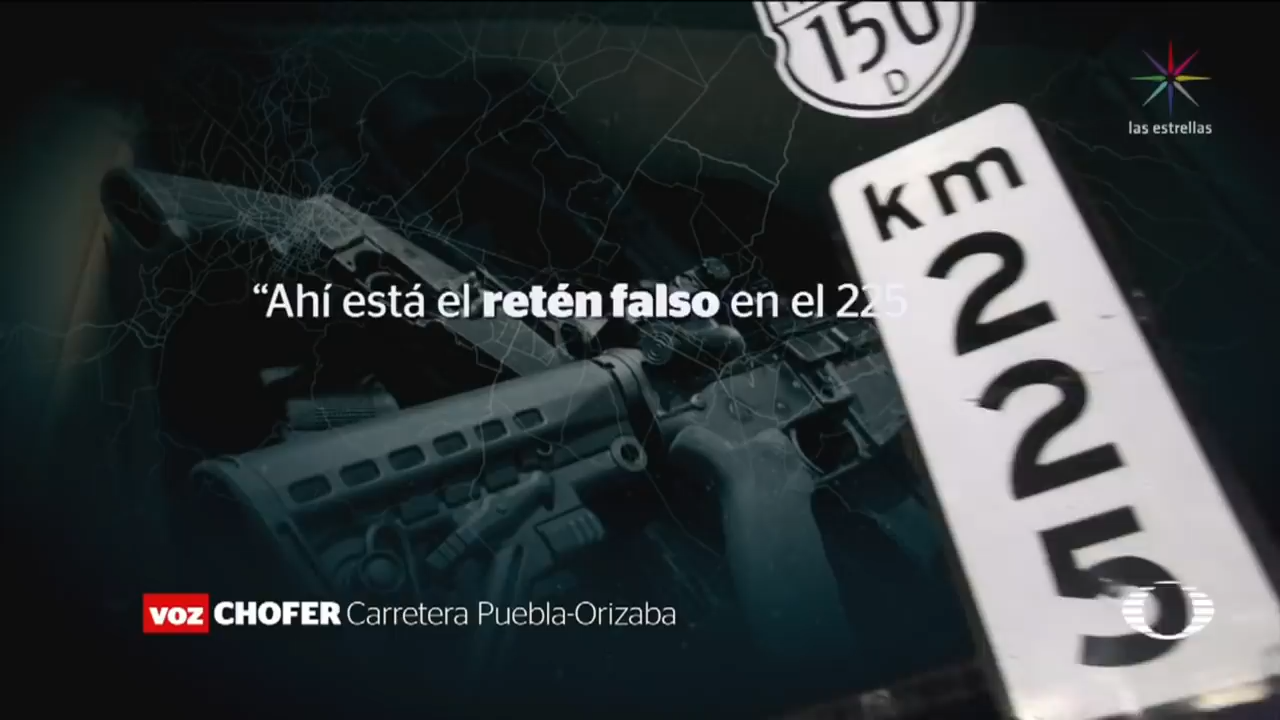 150
D
las estrellas
km
225
“Ahí está el retén falso en el 225
voz CHOFER Carretera Puebla-Orizaba